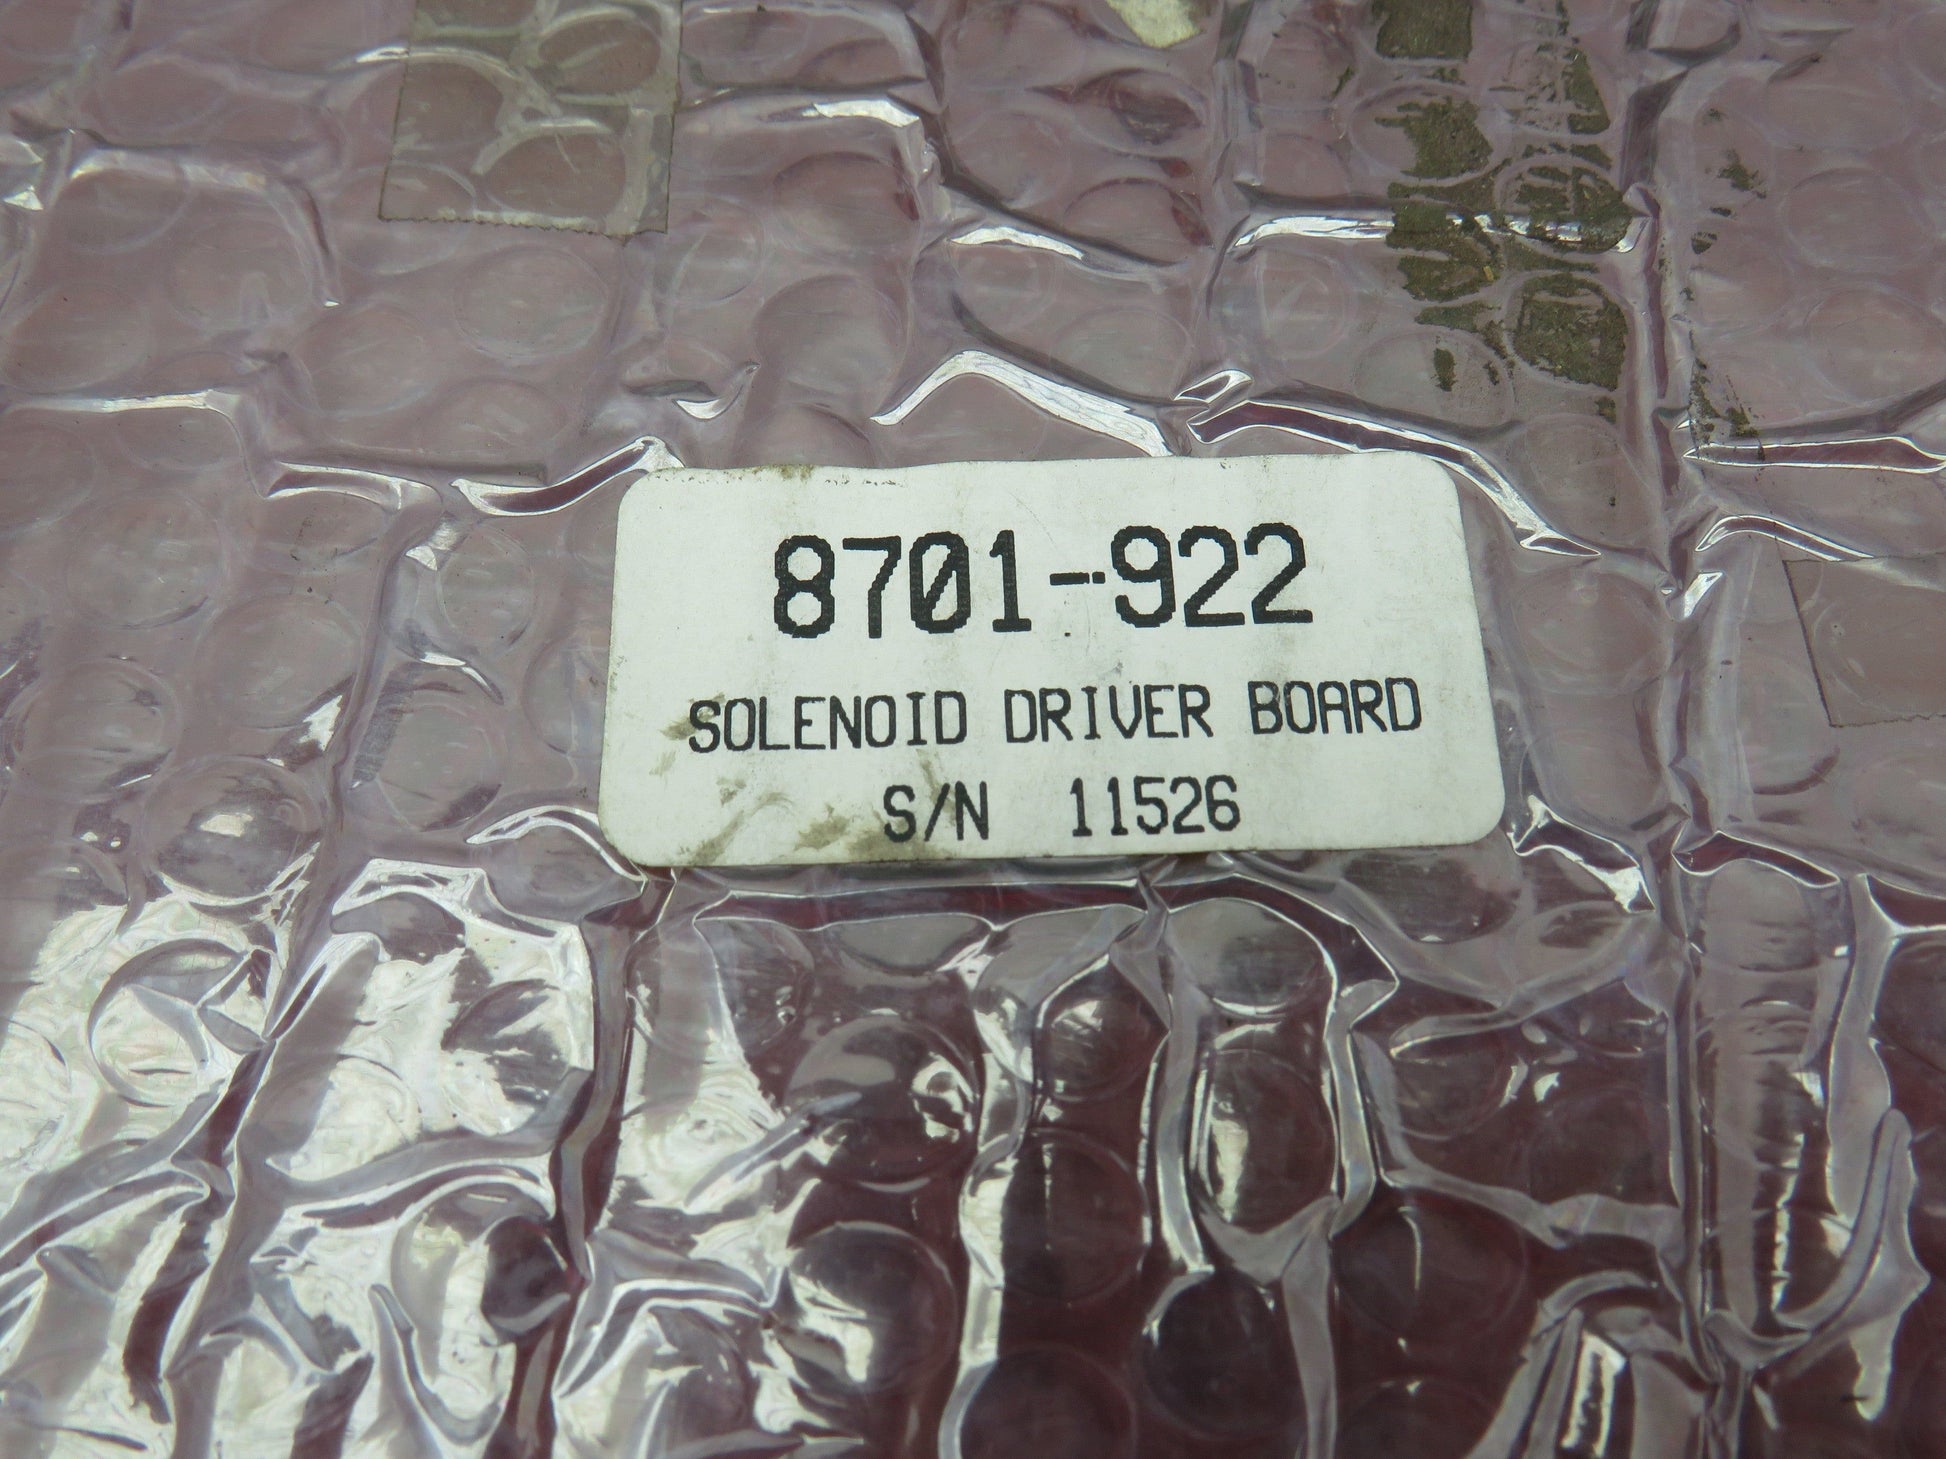 8701-922
SOLENOID DRIVER BOARD
S/N 11526